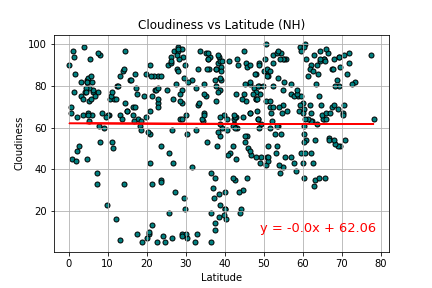 Cloudiness vs Latitude (NH)
100
80
60
40
20
y = -0.0x + 62.06
0 10 20 30 40 50 60 70 80
Latitude
Cloudiness